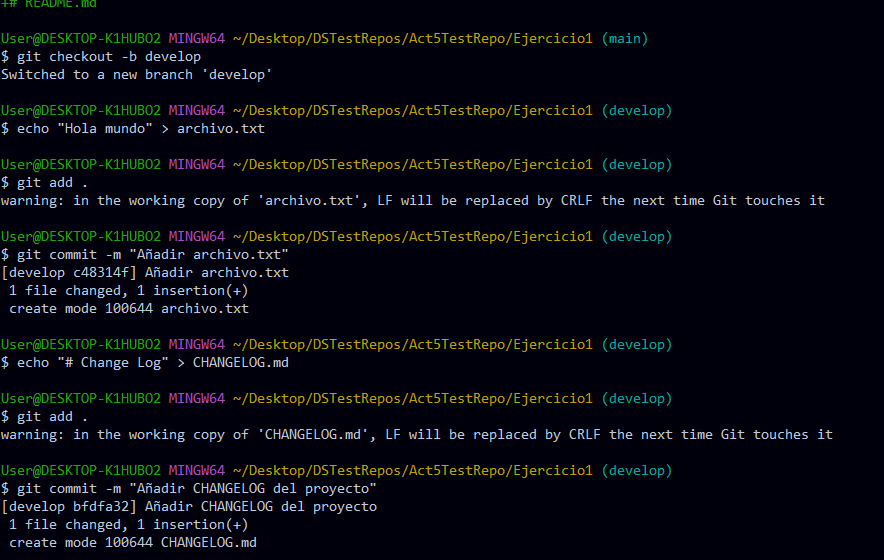 +# README.md
User@DESKTOP-K1HUBO2 MINGW64 ~/Desktop/DSTestRepos/Act5TestRepo/Ejercicio1 (main)
$ git checkout -b develop
Switched to a new branch 'develop'
User@DESKTOP-K1HUBO2 MINGW64 ~/Desktop/DSTestRepos/Act5TestRepo/Ejercicio1 (develop)
$ echo "Hola mundo" > archivo.txt
User@DESKTOP-K1HUBO2 MINGW64 ~/Desktop/DSTestRepos/Act5TestRepo/Ejercicio1 (develop)
$ git add .
warning: in the working copy of 'archivo.txt', LF will be replaced by CRLF the next time Git touches it
User@DESKTOP-K1HUBO2 MINGW64 ~/Desktop/DSTestRepos/Act5TestRepo/Ejercicio1 (develop)
$ git commit -m "Añadir archivo.txt"
[develop c48314f] Añadir archivo.txt
 1 file changed, 1 insertion(+)
 create mode 100644 archivo.txt
User@DESKTOP-K1HUBO2 MINGW64 ~/Desktop/DSTestRepos/Act5TestRepo/Ejercicio1 (develop)
$ echo "# Change Log" > CHANGELOG.md
User@DESKTOP-K1HUBO2 MINGW64 ~/Desktop/DSTestRepos/Act5TestRepo/Ejercicio1 (develop)
$ git add .
warning: in the working copy of 'CHANGELOG.md', LF will be replaced by CRLF the next time Git touches it
User@DESKTOP-K1HUBO2 MINGW64 ~/Desktop/DSTestRepos/Act5TestRepo/Ejercicio1 (develop)
$ git commit -m "Añadir CHANGELOG del proyecto"
[develop bfdfa32] Añadir CHANGELOG del proyecto
 1 file changed, 1 insertion(+)
 create mode 100644 CHANGELOG.md